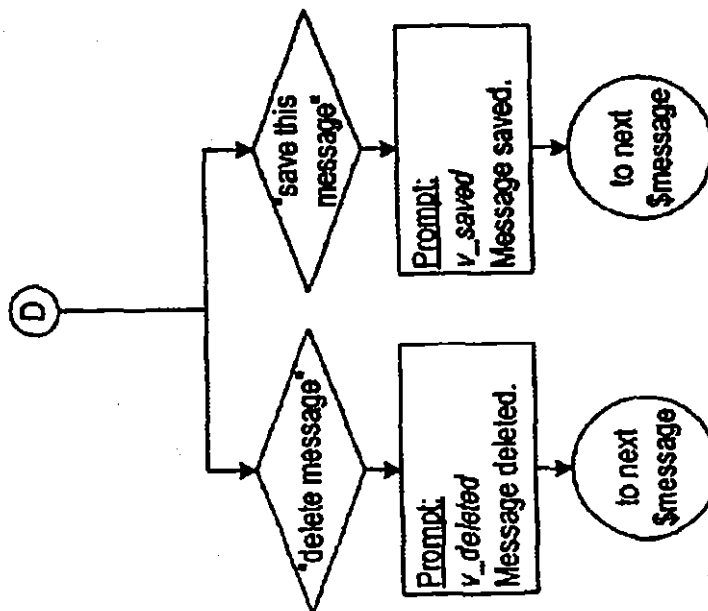 D
"delete message"
Prompt:
v_deleted
Message deleted.
to next
$message
"save this
message"
Prompt:
v_saved
Message saved.
to next
$message